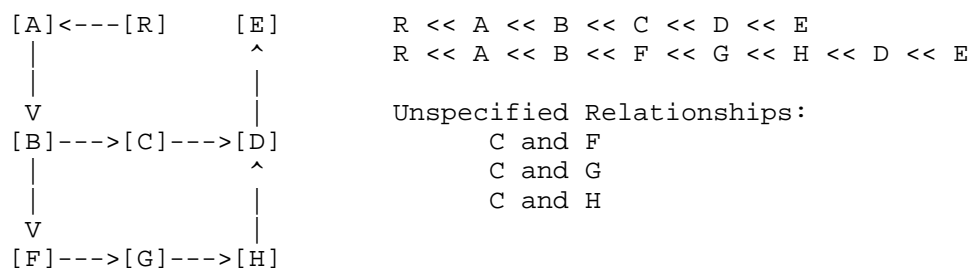 [A]<---[R]      [E]        R << A << B << C << D << E
 |               ^         R << A << B << F << G << H << D << E
 |               |
 V               |         Unspecified Relationships:
[B]--->[C]--->[D]                C and F
 |               ^               C and G
 |               |               C and H
 V               |
[F]--->[G]--->[H]